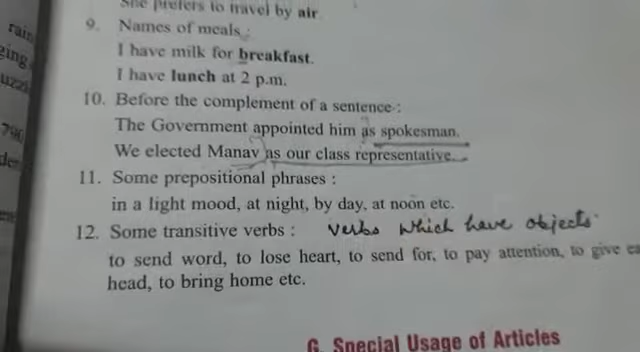 She prefers to travel by air
9. Names of meals :
rain
I have milk for breakfast.
ging
I have lunch at 2 p.m.
10. Before the complement of a sentence :
The Government appointed him as spokesman.
We elected Manav as our class representative.
11. Some prepositional phrases :
in a light mood, at night, by day, at noon etc.
12. Some transitive verbs : verbs which have objects.
to send word, to lose heart, to send for, to pay attention, to give
head, to bring home etc.
G. Special Usage of Articles